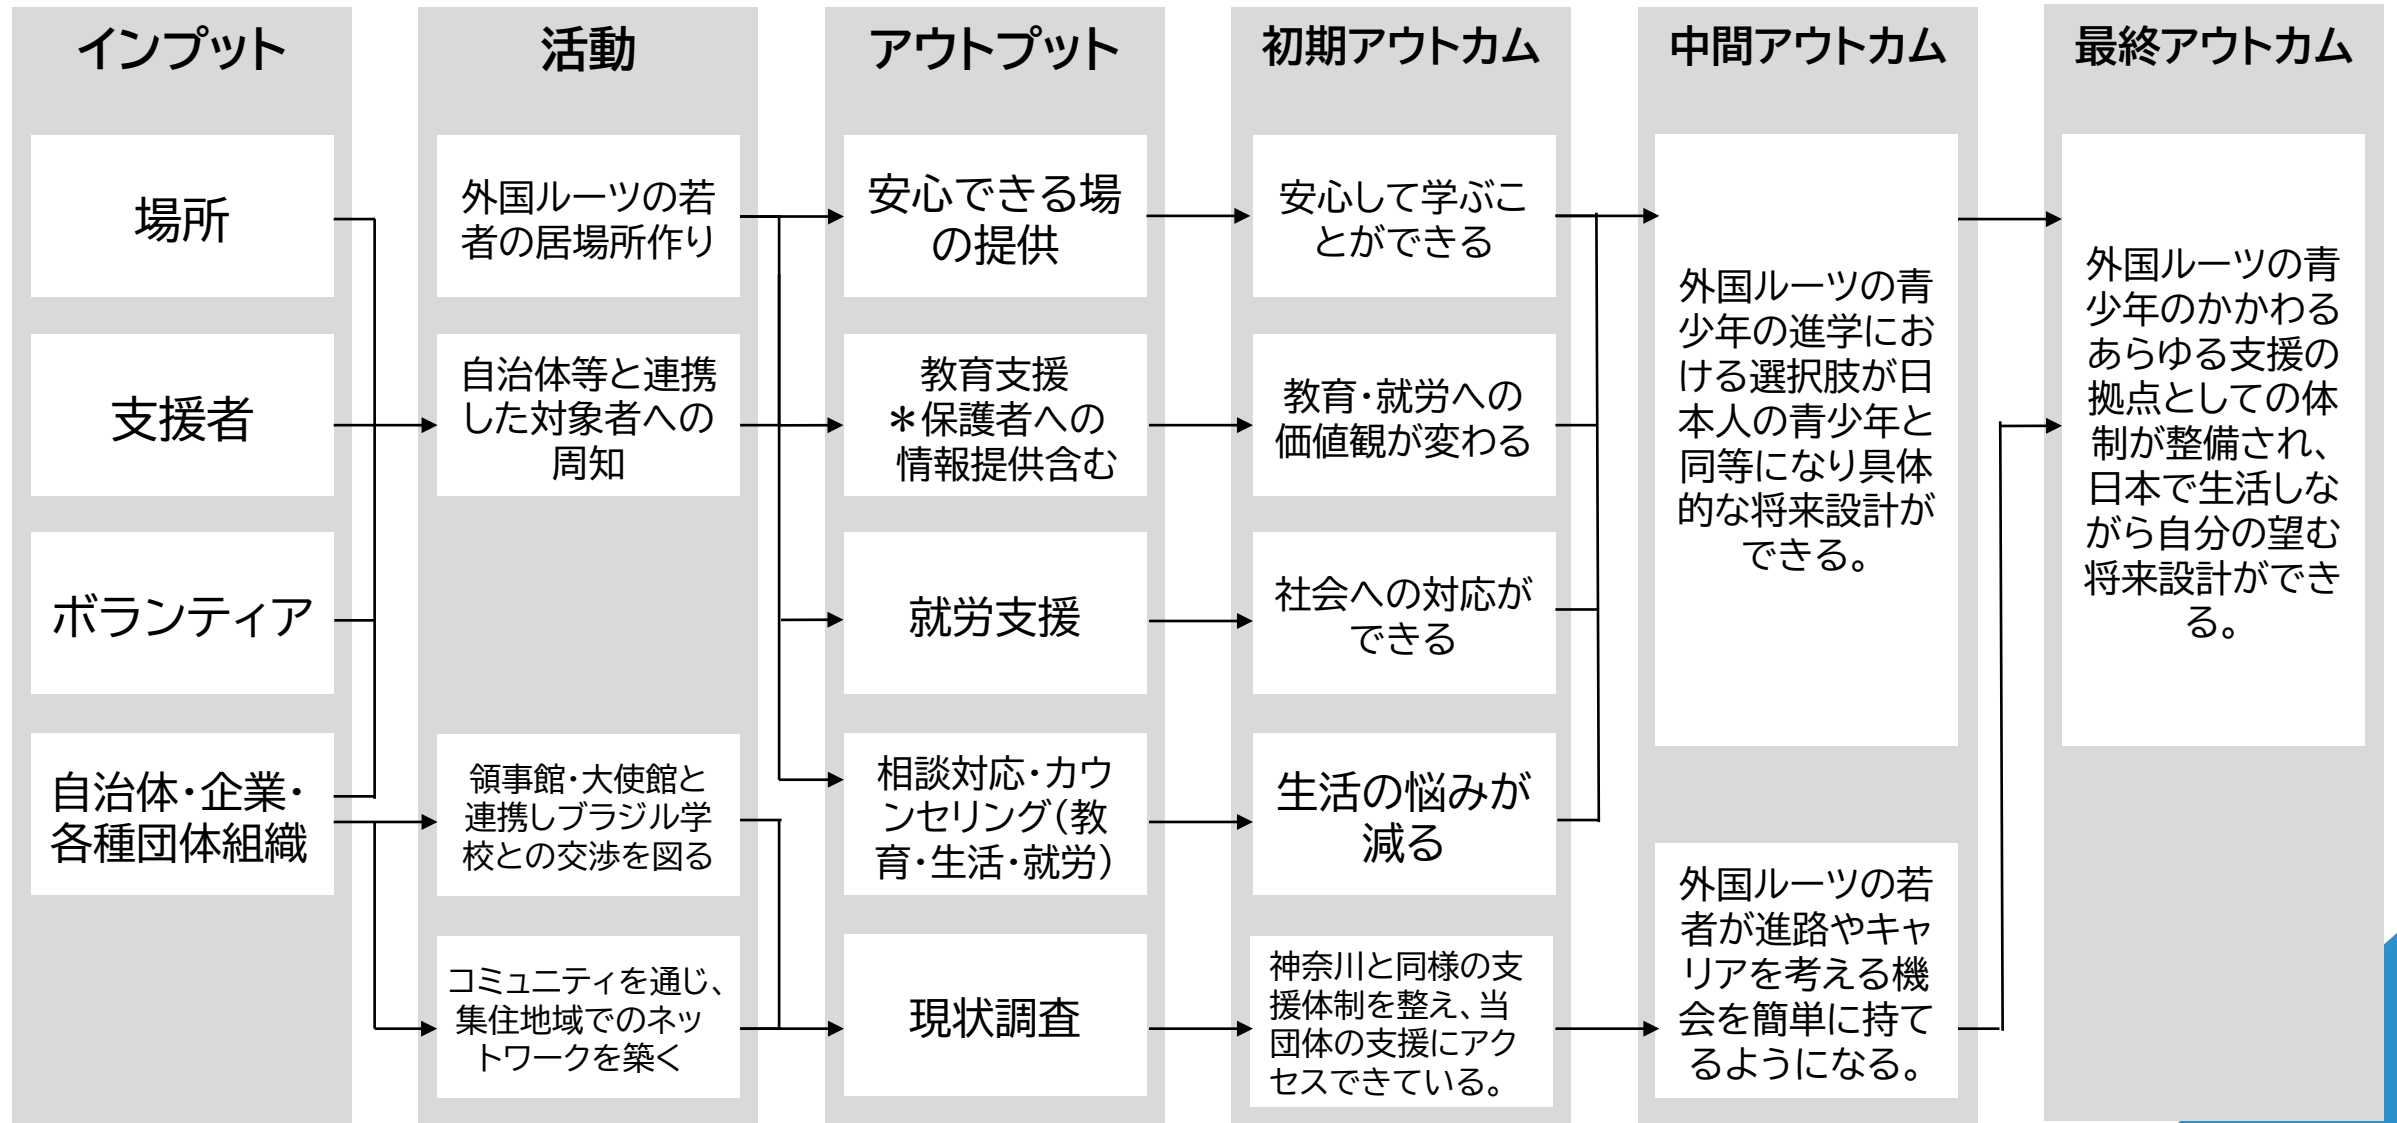 インプット
場所
支援者
ボランティア
自治体・企業・
各種団体組織
活動
外国ルーツの若
者の居場所作り
自治体等と連携
した対象者への
周知
領事館・大使館と
連携しブラジル学
校との交渉を図る
コミュニティを通じ、
集住地域でのネッ
トワークを築く
アウトプット
安心できる場
の提供
教育支援
＊保護者への
情報提供含む
就労支援
相談対応・カウ
ンセリング（教
育・生活・就労）
現状調査
初期アウトカム
安心して学ぶこ
とができる
教育・就労への
価値観が変わる
社会への対応が
できる
生活の悩みが
減る
神奈川と同様の支
援体制を整え、当
団体の支援にアク
セスできている。
中間アウトカム
外国ルーツの青
少年の進学にお
ける選択肢が日
本人の青少年と
同等になり具体
的な将来設計が
できる。
外国ルーツの若
者が進路やキャ
リアを考える機
会を簡単に持て
るようになる。
最終アウトカム
外国ルーツの青
少年のかかわる
あらゆる支援の
拠点としての体
制が整備され、
日本で生活しな
がら自分の望む
将来設計ができ
る。